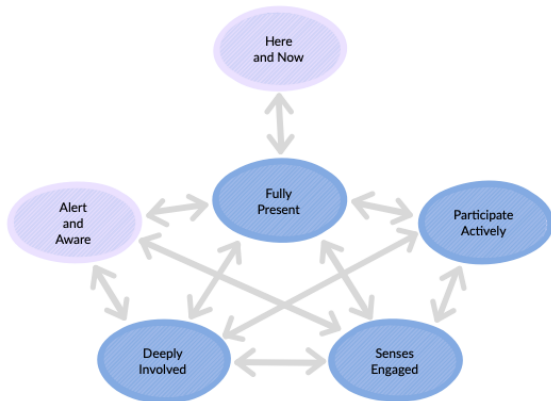 Here
and Now
Fully
Present
Alert
and
Aware
Participate
Actively
Deeply
Involved
Senses
Engaged